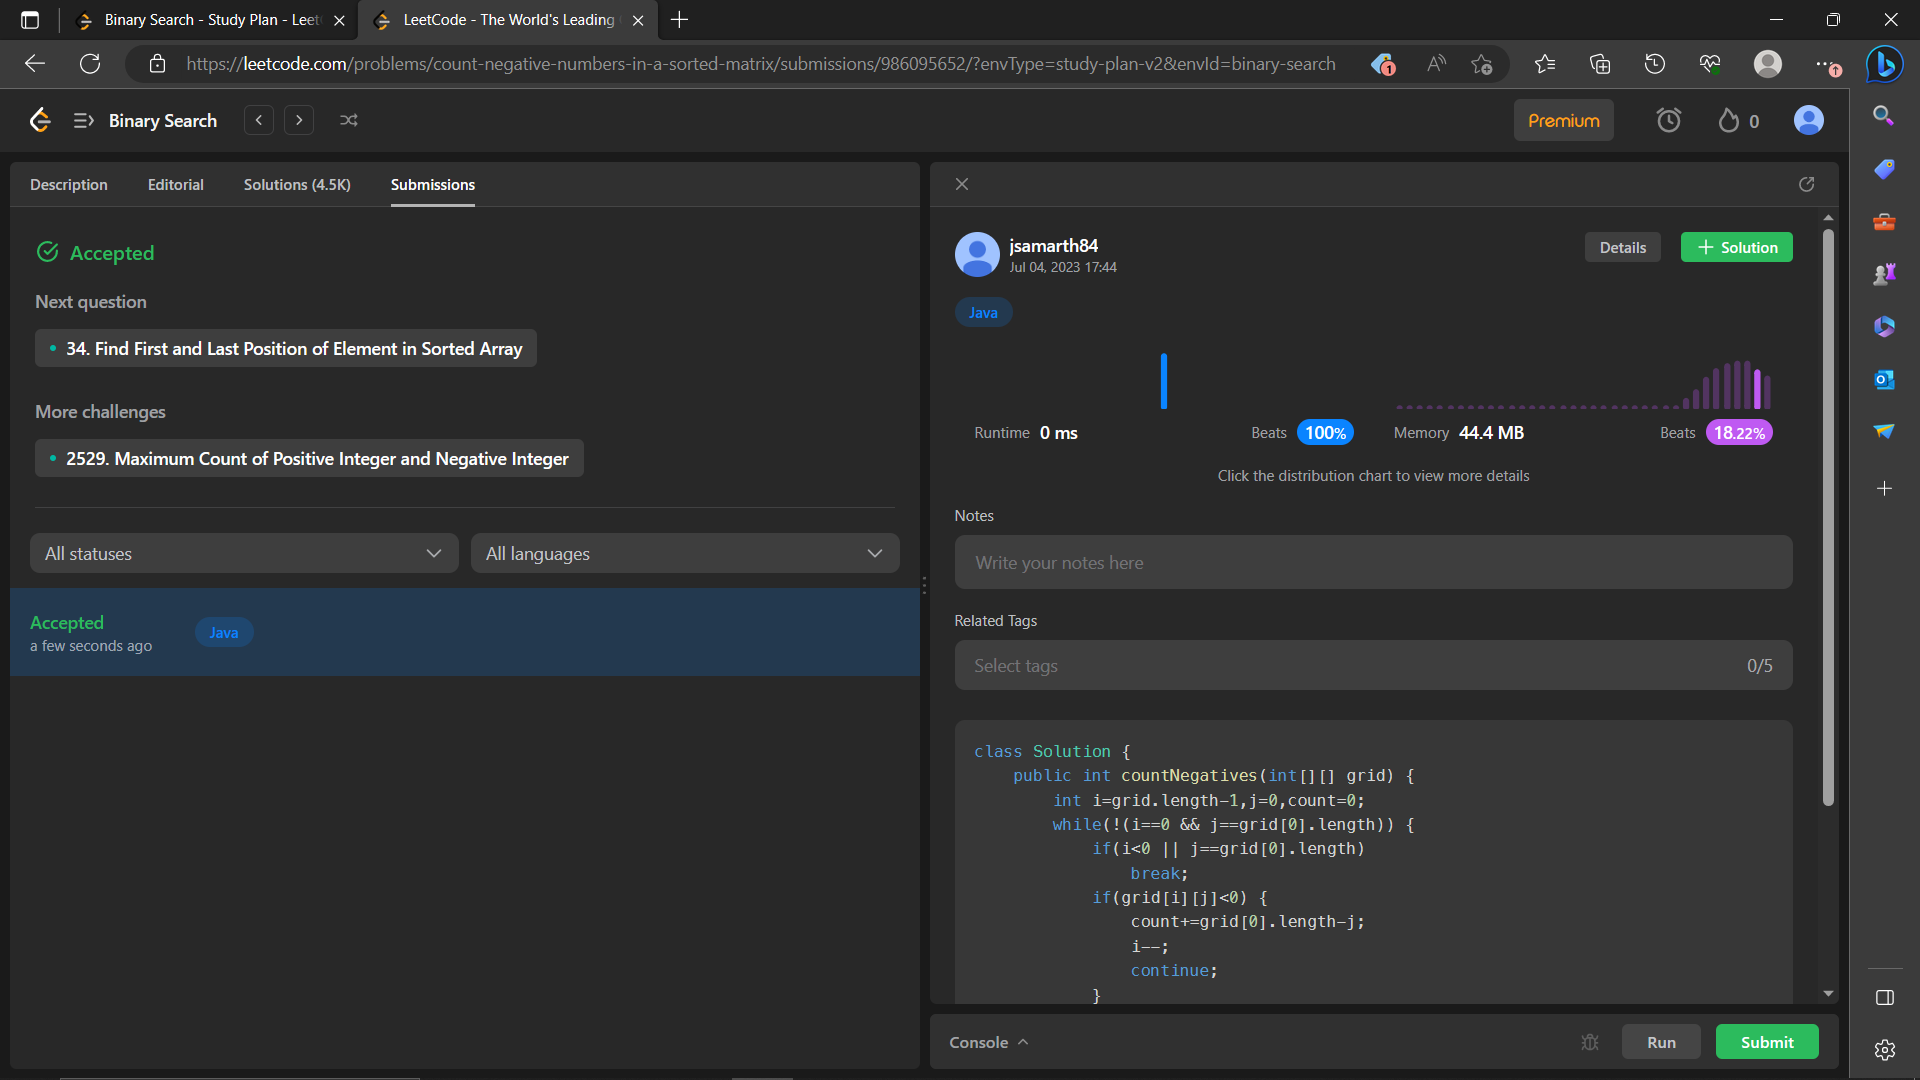 Binary Search - Study Plan - Leet
LeetCode - The World's Leading
https://leetcode.com/problems/count-negative-numbers-in-a-sorted-matrix/submissions/986095652/?envType=study-plan-v2&envId=binary-search
1
Binary Search
Premium
0
Description
Editorial
Solutions (4.5K)
Submissions
Accepted
Next question
• 34. Find First and Last Position of Element in Sorted Array
More challenges
• 2529. Maximum Count of Positive Integer and Negative Integer
All statuses
All languages
Accepted
a few seconds ago
Java
jsamarth84
Jul 04, 2023 17:44
Details
+ Solution
Java
Runtime 0 ms
Beats 100%
Memory 44.4 MB
Beats 18.22%
Click the distribution chart to view more details
Notes
Write your notes here
Related Tags
Select tags
0/5
class Solution {
public int countNegatives(int[][] grid) {
int i=grid.length-1,j=0,count=0;
while(!(i==0 && j==grid[0].length)) {
if(i<0 || j==grid[0].length)
break;
if(grid[i][j]<0) {
count+=grid[0].length-j;
i--;
continue;
}
Console
Run
Submit